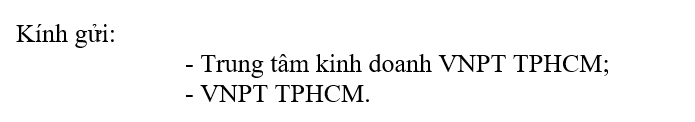 Kính gửi:
- Trung tâm kinh doanh VNPT TPHCM;
- VNPT TPHCM.